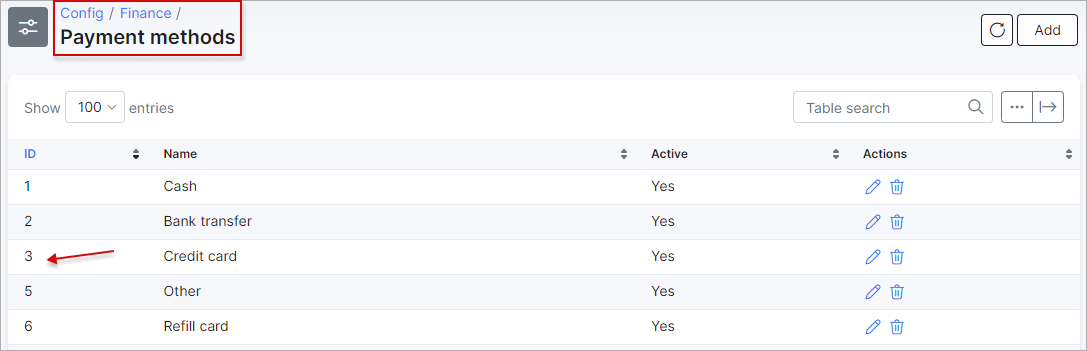 Config / Finance /
Payment methods
Add
Show 100 entries
Table search
ID Name Active Actions
1 Cash Yes
2 Bank transfer Yes
3 Credit card Yes
5 Other Yes
6 Refill card Yes